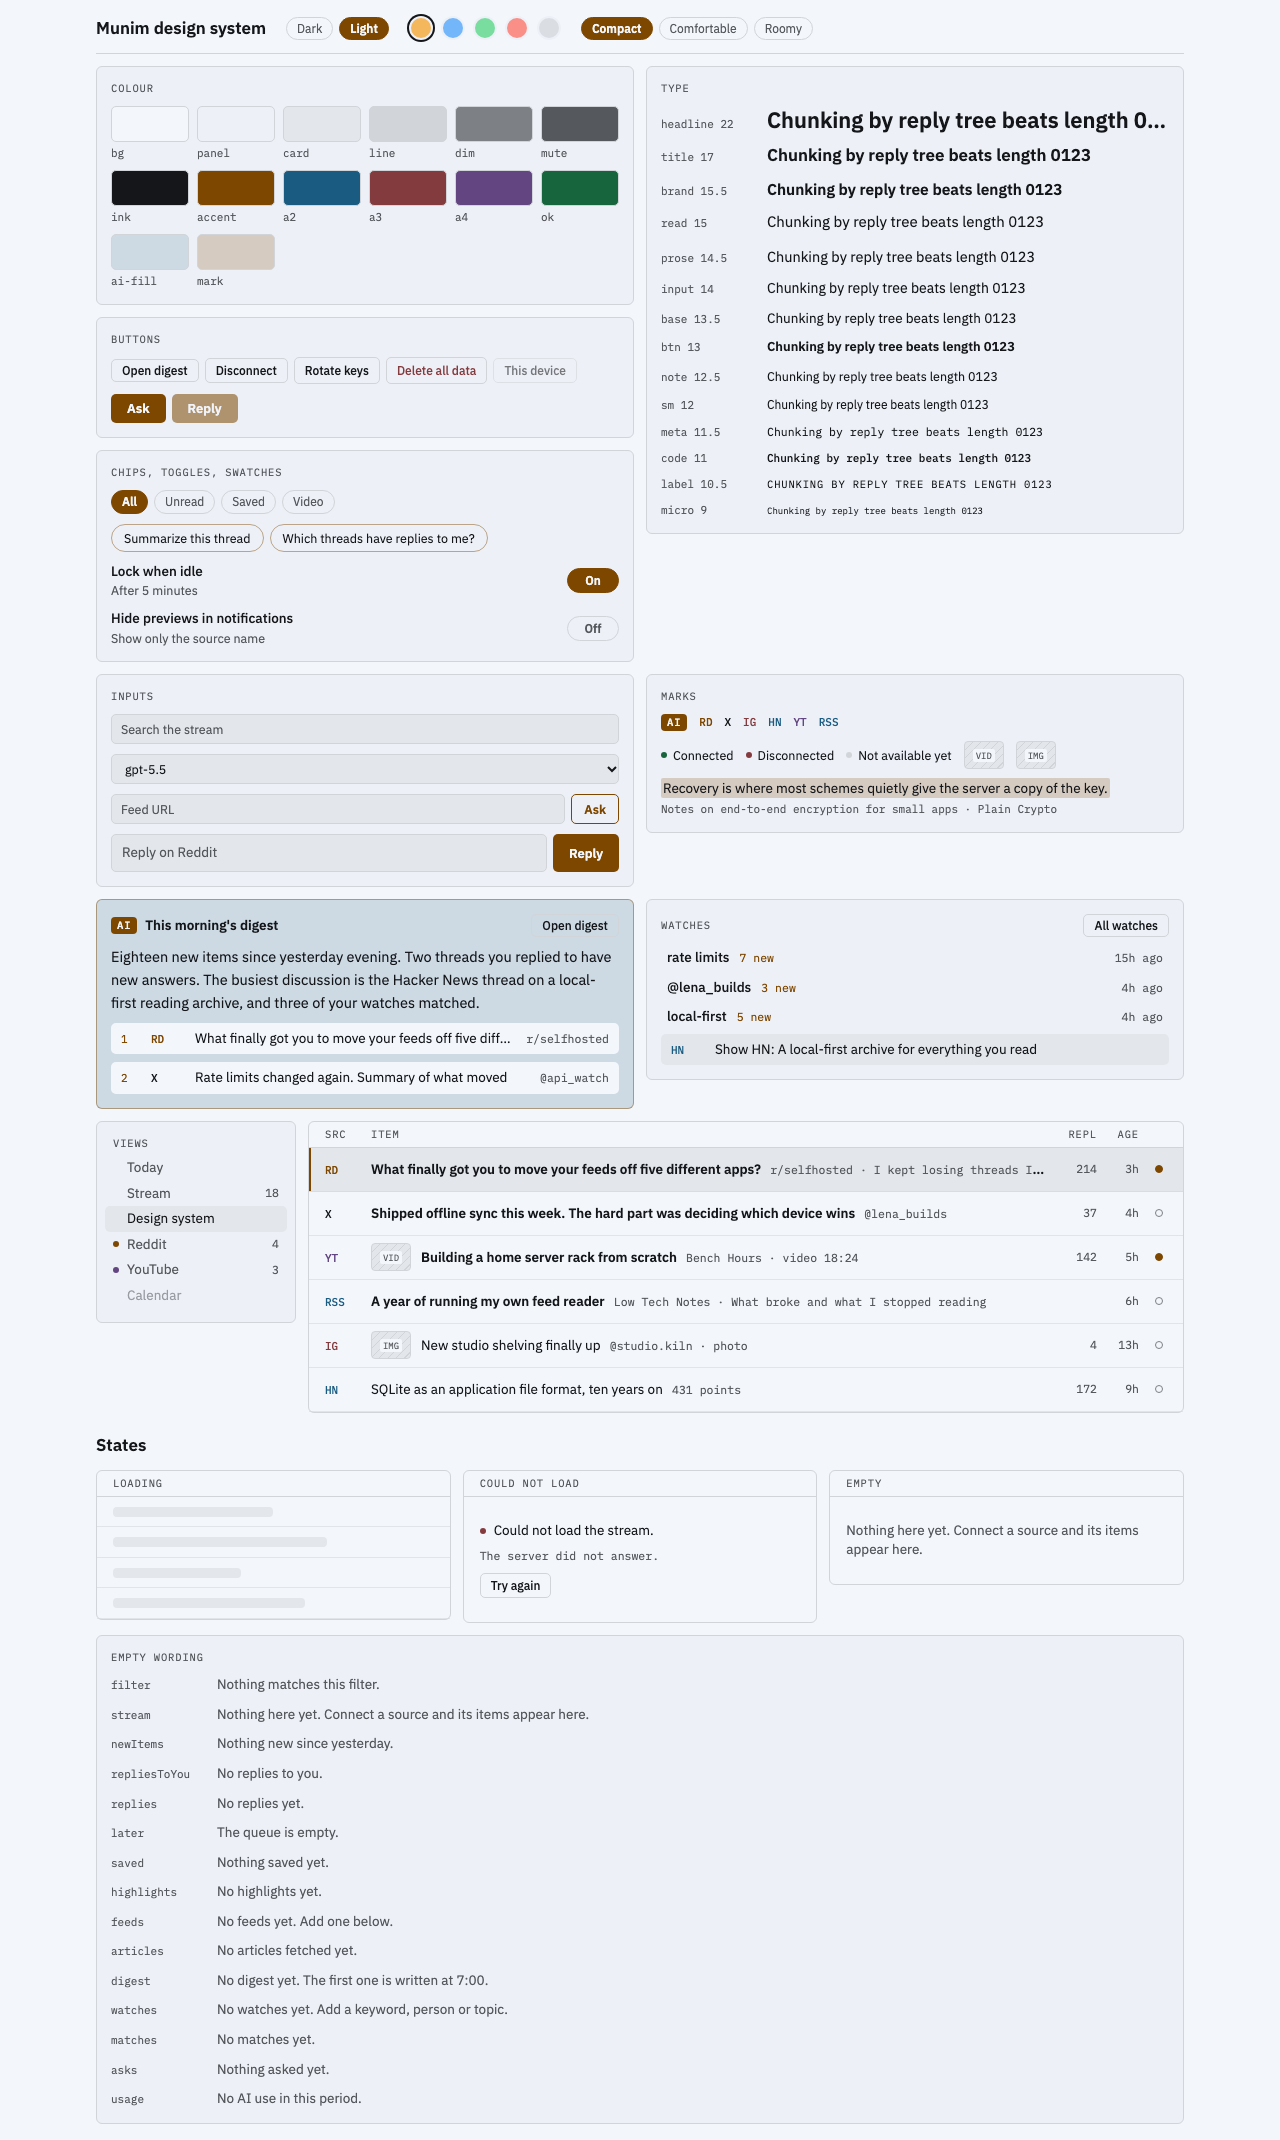 Munim design system
Dark Light
Compact Comfortable Roomy
COLOUR
bg panel card line dim mute
ink accent a2 a3 a4 ok
ai-fill mark
TYPE
headline 22 Chunking by reply tree beats length 0...
title 17 Chunking by reply tree beats length 0123
brand 15.5 Chunking by reply tree beats length 0123
read 15 Chunking by reply tree beats length 0123
prose 14.5 Chunking by reply tree beats length 0123
input 14 Chunking by reply tree beats length 0123
base 13.5 Chunking by reply tree beats length 0123
btn 13 Chunking by reply tree beats length 0123
note 12.5 Chunking by reply tree beats length 0123
sm 12 Chunking by reply tree beats length 0123
meta 11.5 Chunking by reply tree beats length 0123
code 11 Chunking by reply tree beats length 0123
label 10.5 CHUNKING BY REPLY TREE BEATS LENGTH 0123
micro 9 Chunking by reply tree beats length 0123
BUTTONS
Open digest Disconnect Rotate keys Delete all data This device
Ask Reply
CHIPS, TOGGLES, SWATCHES
All Unread Saved Video
Summarize this thread Which threads have replies to me?
Lock when idle
After 5 minutes
On
Hide previews in notifications
Show only the source name
Off
INPUTS
Search the stream
gpt-5.5
Feed URL Ask
Reply on Reddit Reply
MARKS
AI RD X IG HN YT RSS
Connected Disconnected Not available yet VID IMG
Recovery is where most schemes quietly give the server a copy of the key.
Notes on end-to-end encryption for small apps · Plain Crypto
AI This morning's digest Open digest
Eighteen new items since yesterday evening. Two threads you replied to have
new answers. The busiest discussion is the Hacker News thread on a local-
first reading archive, and three of your watches matched.
1 RD What finally got you to move your feeds off five diff... r/selfhosted
2 X Rate limits changed again. Summary of what moved @api_watch
WATCHES All watches
rate limits 7 new 15h ago
@lena_builds 3 new 4h ago
local-first 5 new 4h ago
HN Show HN: A local-first archive for everything you read
VIEWS
Today
Stream 18
Design system
Reddit 4
YouTube 3
Calendar
SRC ITEM REPL AGE
RD What finally got you to move your feeds off five different apps? r/selfhosted · I kept losing threads I... 214 3h
X Shipped offline sync this week. The hard part was deciding which device wins @lena_builds 37 4h
YT VID Building a home server rack from scratch Bench Hours · video 18:24 142 5h
RSS A year of running my own feed reader Low Tech Notes · What broke and what I stopped reading 6h
IG IMG New studio shelving finally up @studio.kiln · photo 4 13h
HN SQLite as an application file format, ten years on 431 points 172 9h
States
LOADING
COULD NOT LOAD
Could not load the stream.
The server did not answer.
Try again
EMPTY
Nothing here yet. Connect a source and its items
appear here.
EMPTY WORDING
filter Nothing matches this filter.
stream Nothing here yet. Connect a source and its items appear here.
newItems Nothing new since yesterday.
repliesToYou No replies to you.
replies No replies yet.
later The queue is empty.
saved Nothing saved yet.
highlights No highlights yet.
feeds No feeds yet. Add one below.
articles No articles fetched yet.
digest No digest yet. The first one is written at 7:00.
watches No watches yet. Add a keyword, person or topic.
matches No matches yet.
asks Nothing asked yet.
usage No AI use in this period.